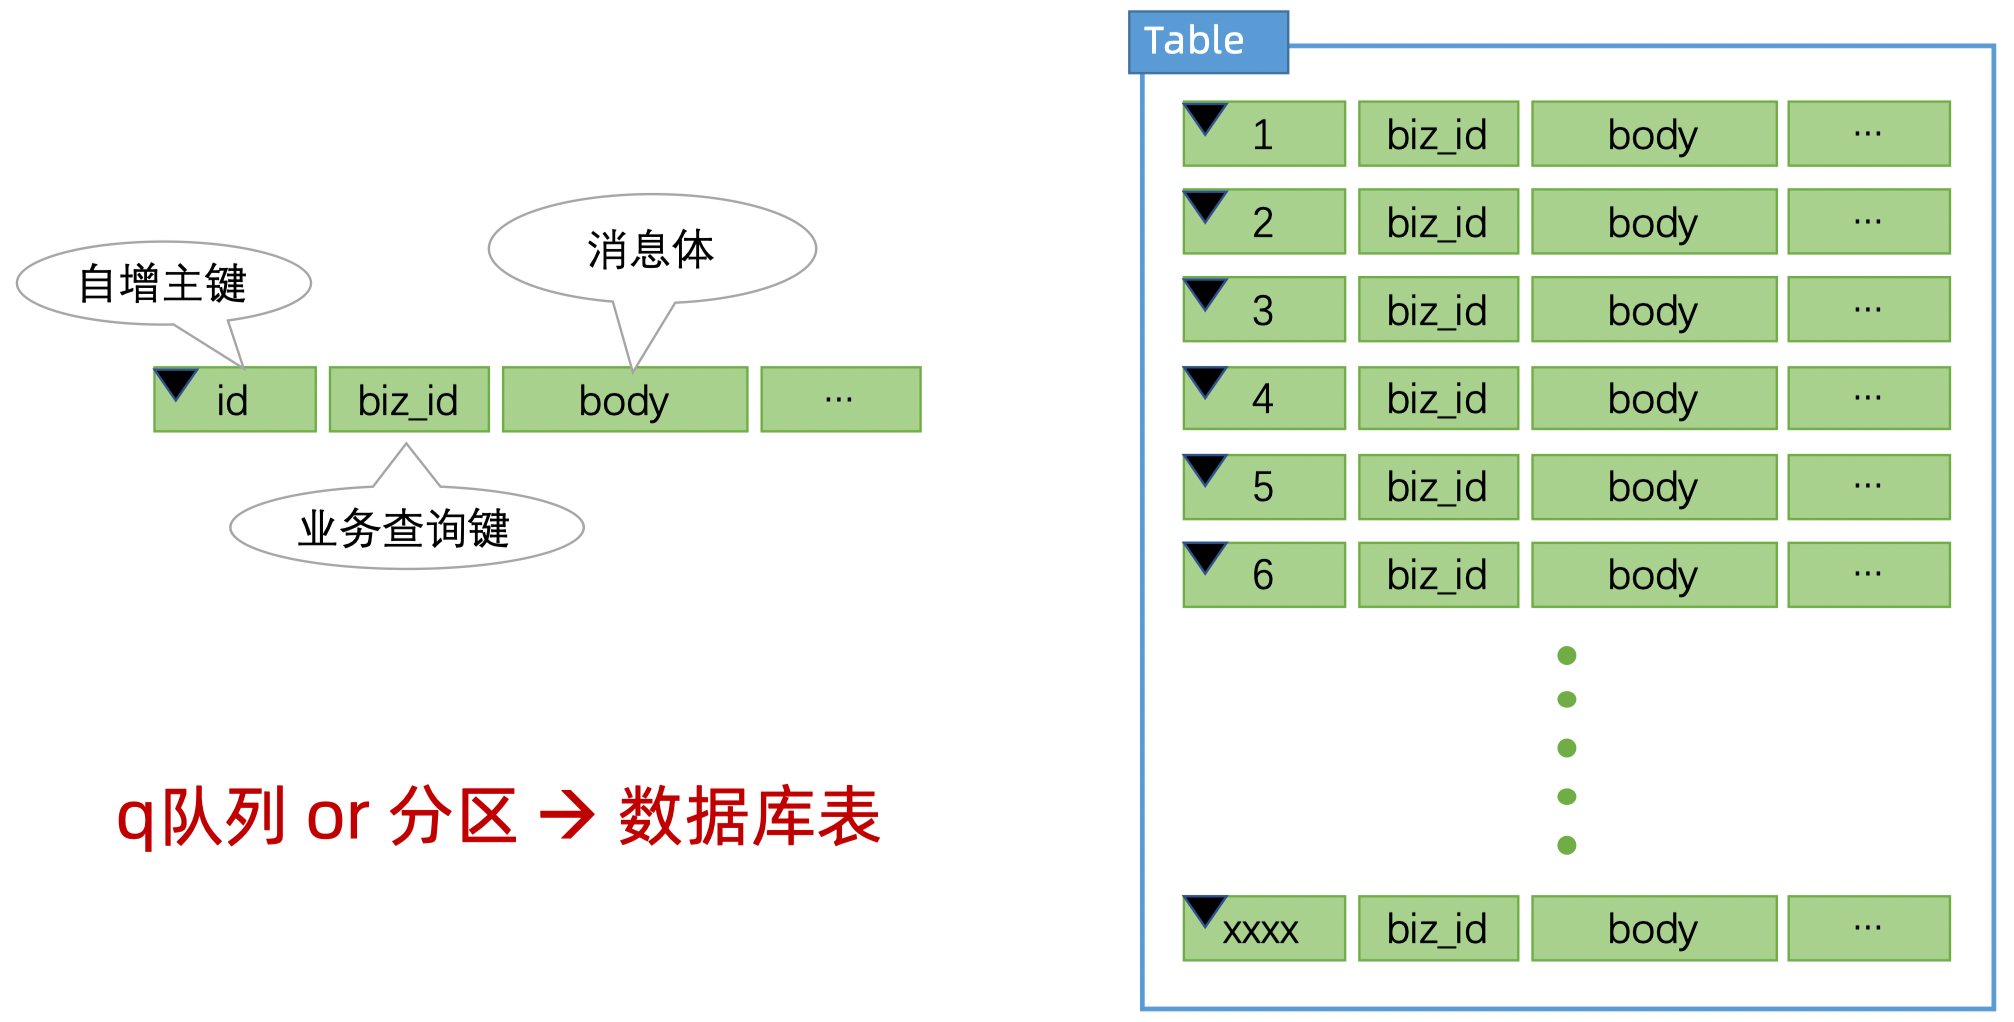 自增主键
消息体
id biz_id body ···
业务查询键
q队列 or 分区 → 数据库表
Table
1 biz_id body ···
2 biz_id body ···
3 biz_id body ···
4 biz_id body ···
5 biz_id body ···
6 biz_id body ···
xxxx biz_id body ···